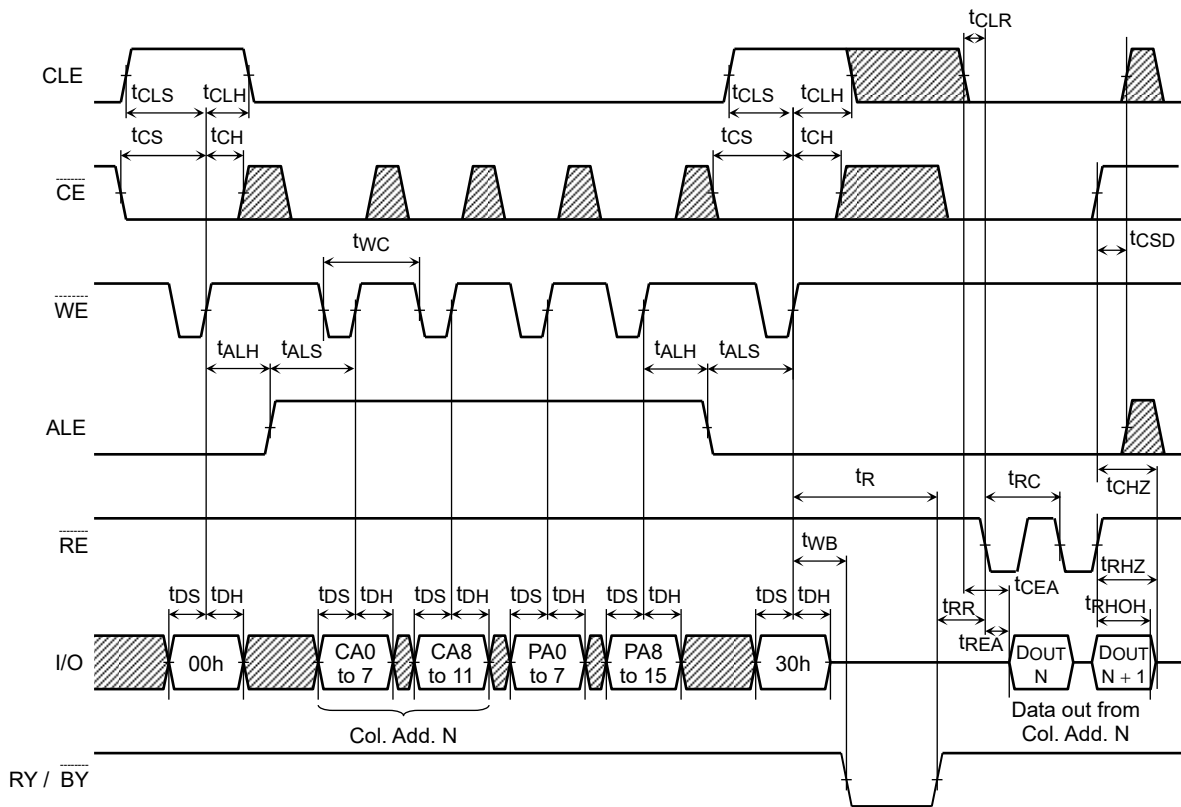 tCLR
CLE
tCLS tCLH tCLS tCLH
tCS tCH tCS tCH
CE
tCSD
tWC
WE
tALH tALS tALH tALS
ALE
tR tRC tCHZ
RE
tWB
tCEA tRHZ
tDS tDH tDS tDH tDS tDH tDS tDH tDS tDH tDS tDH tRR tRHOH
tREA
I/O 00h CA0 to 7 CA8 to 11 PA0 to 7 PA8 to 15 30h DOUT N DOUT N + 1
Col. Add. N
Data out from
Col. Add. N
RY / BY